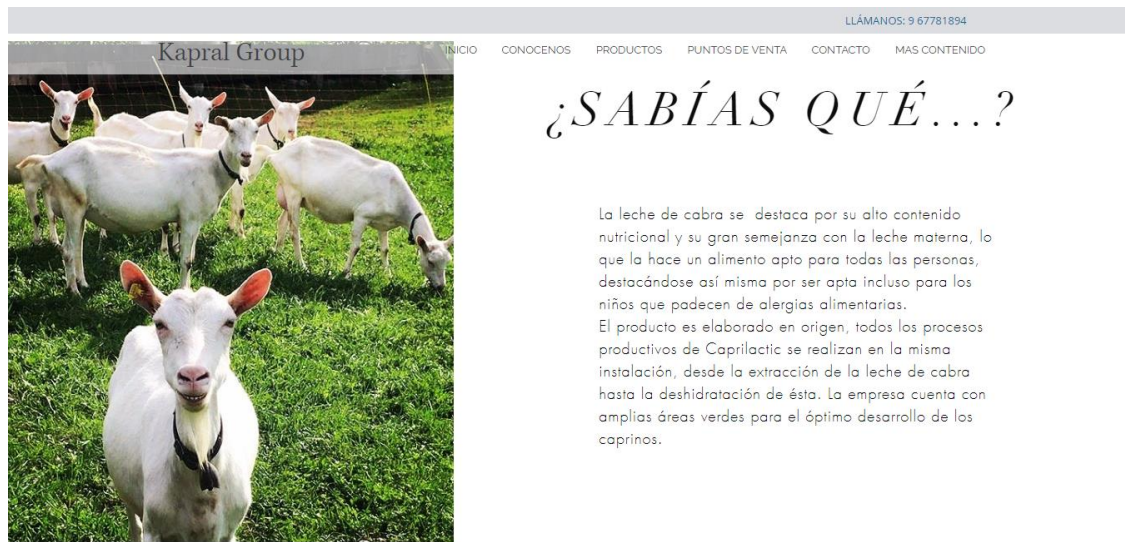 LLÁMANOS: 9 67781894
Kapral Group
INICIO CONOCENOS PRODUCTOS PUNTOS DE VENTA CONTACTO MAS CONTENIDO
¿SABÍAS QUÉ...?
La leche de cabra se  destaca por su alto contenido
nutricional y su gran semejanza con la leche materna, lo
que la hace un alimento apto para todas las personas,
destacándose así misma por ser apta incluso para los
niños que padecen de alergias alimentarias.
El producto es elaborado en origen, todos los procesos
productivos de Caprilactic se realizan en la misma
instalación, desde la extracción de la leche de cabra
hasta la deshidratación de ésta. La empresa cuenta con
amplias áreas verdes para el óptimo desarrollo de los
caprinos.